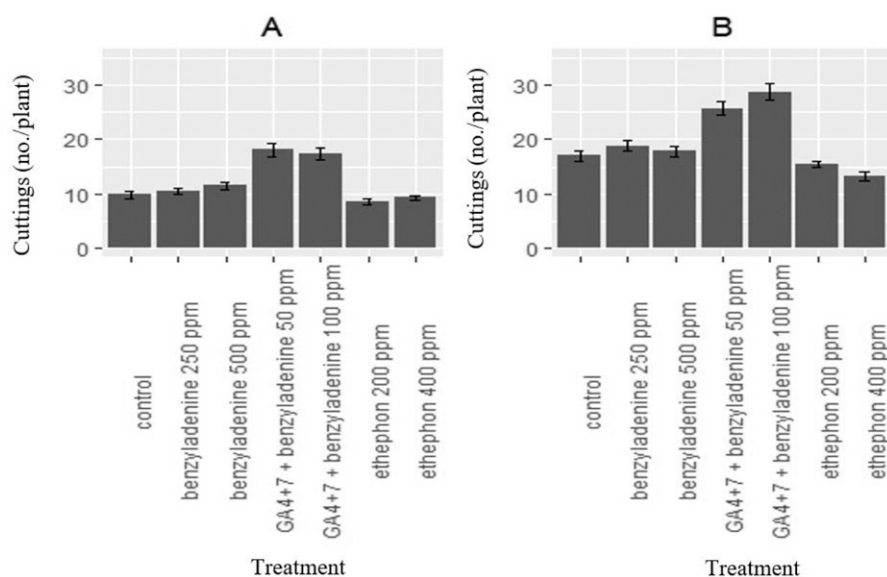 A
Cuttings (no./plant)
30
20
10
0
control
benzyladenine 250 ppm
benzyladenine 500 ppm
GA4+7 + benzyladenine 50 ppm
GA4+7 + benzyladenine 100 ppm
ethephon 200 ppm
ethephon 400 ppm
Treatment
B
Cuttings (no./plant)
30
20
10
0
control
benzyladenine 250 ppm
benzyladenine 500 ppm
GA4+7 + benzyladenine 50 ppm
GA4+7 + benzyladenine 100 ppm
ethephon 200 ppm
ethephon 400 ppm
Treatment